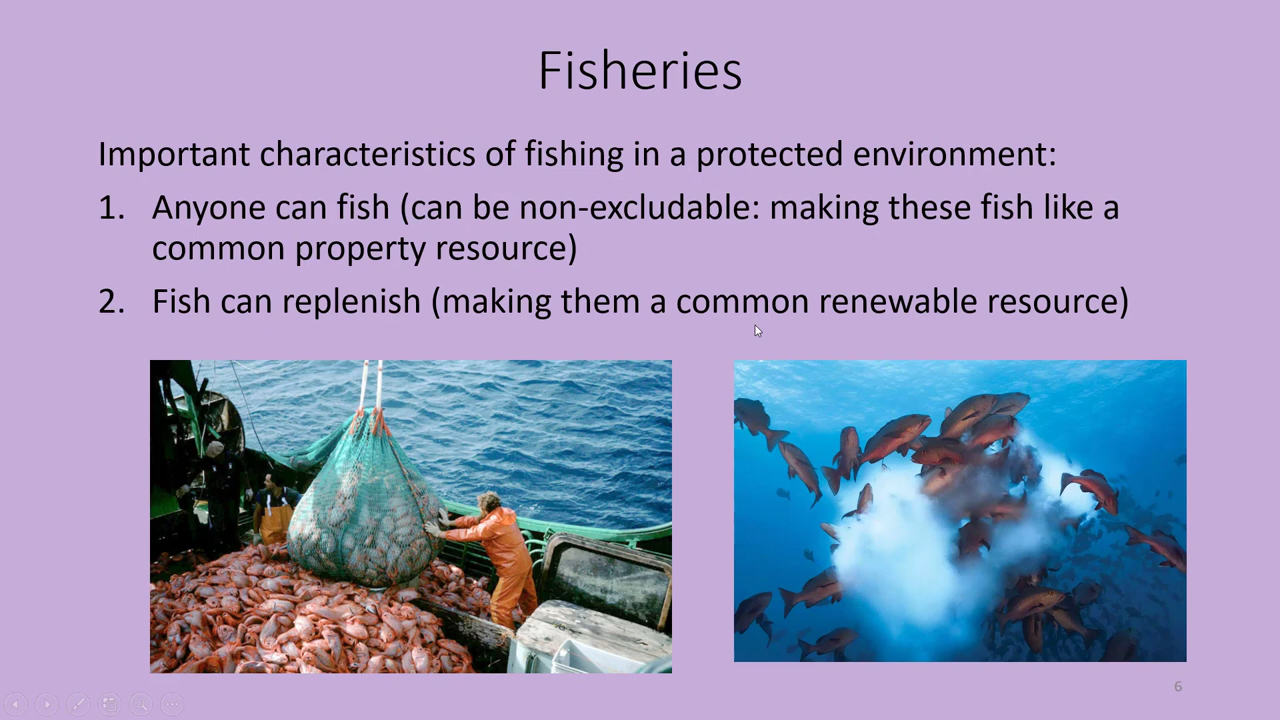 Fisheries
Important characteristics of fishing in a protected environment:
1. Anyone can fish (can be non-excludable: making these fish like a
common property resource)
2. Fish can replenish (making them a common renewable resource)
6